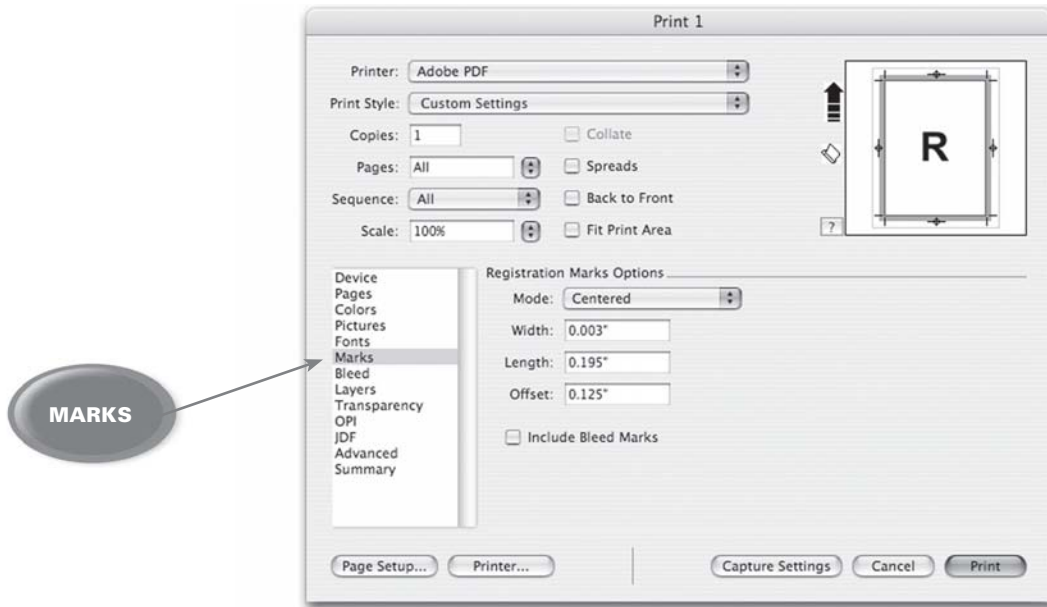 Print 1
Printer: Adobe PDF
Print Style: Custom Settings
Copies: 1 Collate
Pages: All Spreads
Sequence: All Back to Front
Scale: 100% Fit Print Area
R
?
Device
Pages
Colors
Pictures
Fonts
Marks
Bleed
Layers
Transparency
OPI
JDF
Advanced
Summary
Registration Marks Options
Mode: Centered
Width: 0.003"
Length: 0.195"
Offset: 0.125"
Include Bleed Marks
MARKS
Page Setup... Printer... Capture Settings Cancel Print